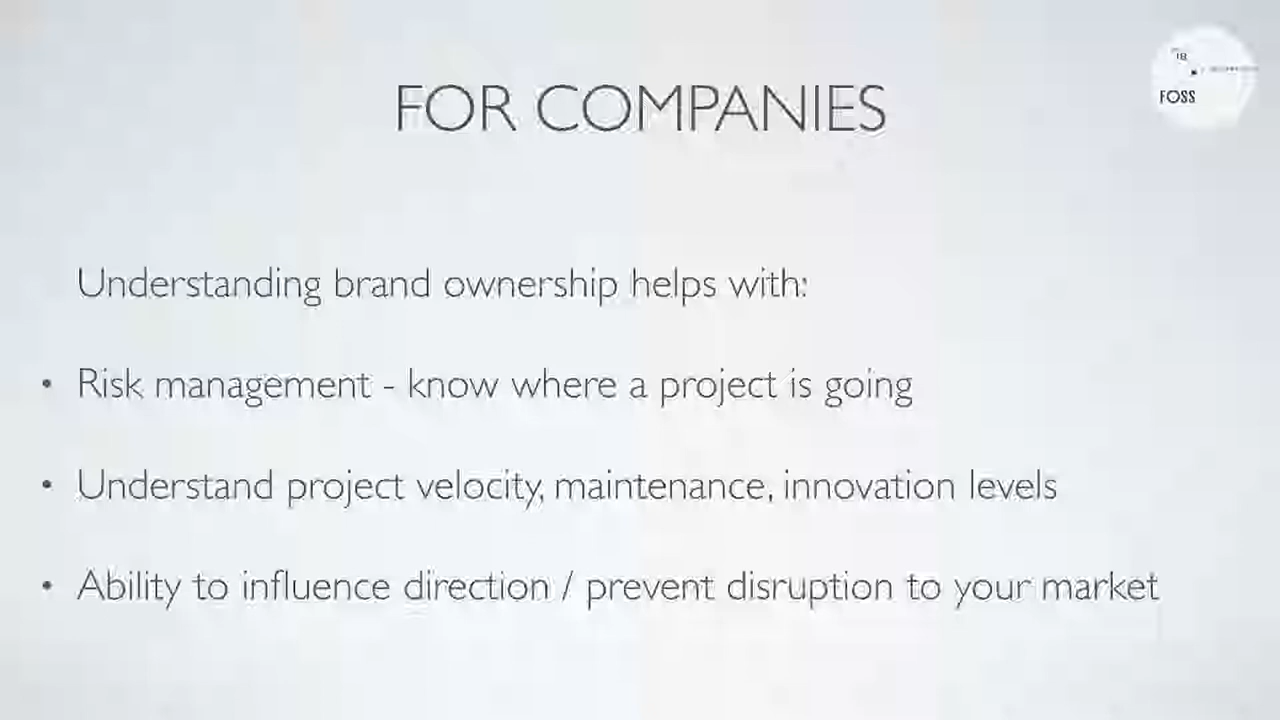 FOSS
FOR COMPANIES
Understanding brand ownership helps with:
• Risk management - know where a project is going
• Understand project velocity, maintenance, innovation levels
• Ability to influence direction / prevent disruption to your market